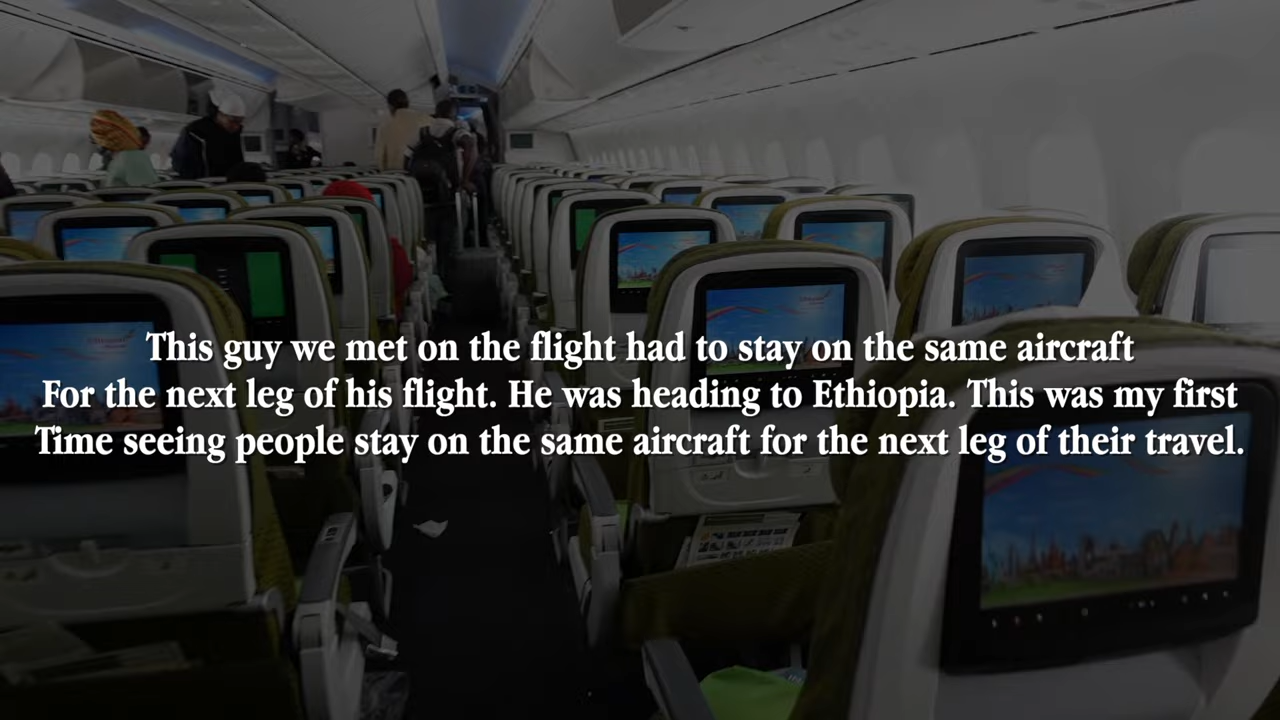 This guy we met on the flight had to stay on the same aircraft
For the next leg of his flight. He was heading to Ethiopia. This was my first
Time seeing people stay on the same aircraft for the next leg of their travel.